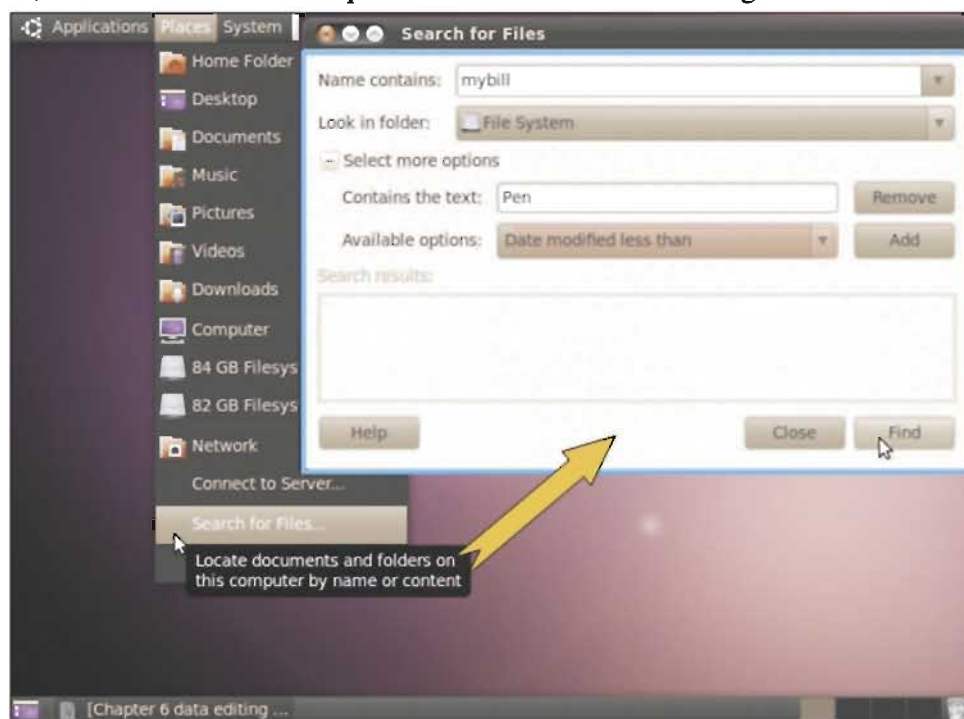 Applications Places System
Search for Files
Home Folder
Desktop
Documents
Music
Pictures
Videos
Downloads
Computer
84 GB Filesys
82 GB Filesys
Network
Connect to Server...
Search for Files...
Name contains: mybill
Look in folder: File System
Select more options
Contains the text: Pen
Remove
Available options: Date modified less than
Add
Search results:
Help
Close
Find
Locate documents and folders on
this computer by name or content
[Chapter 6 data editing ...